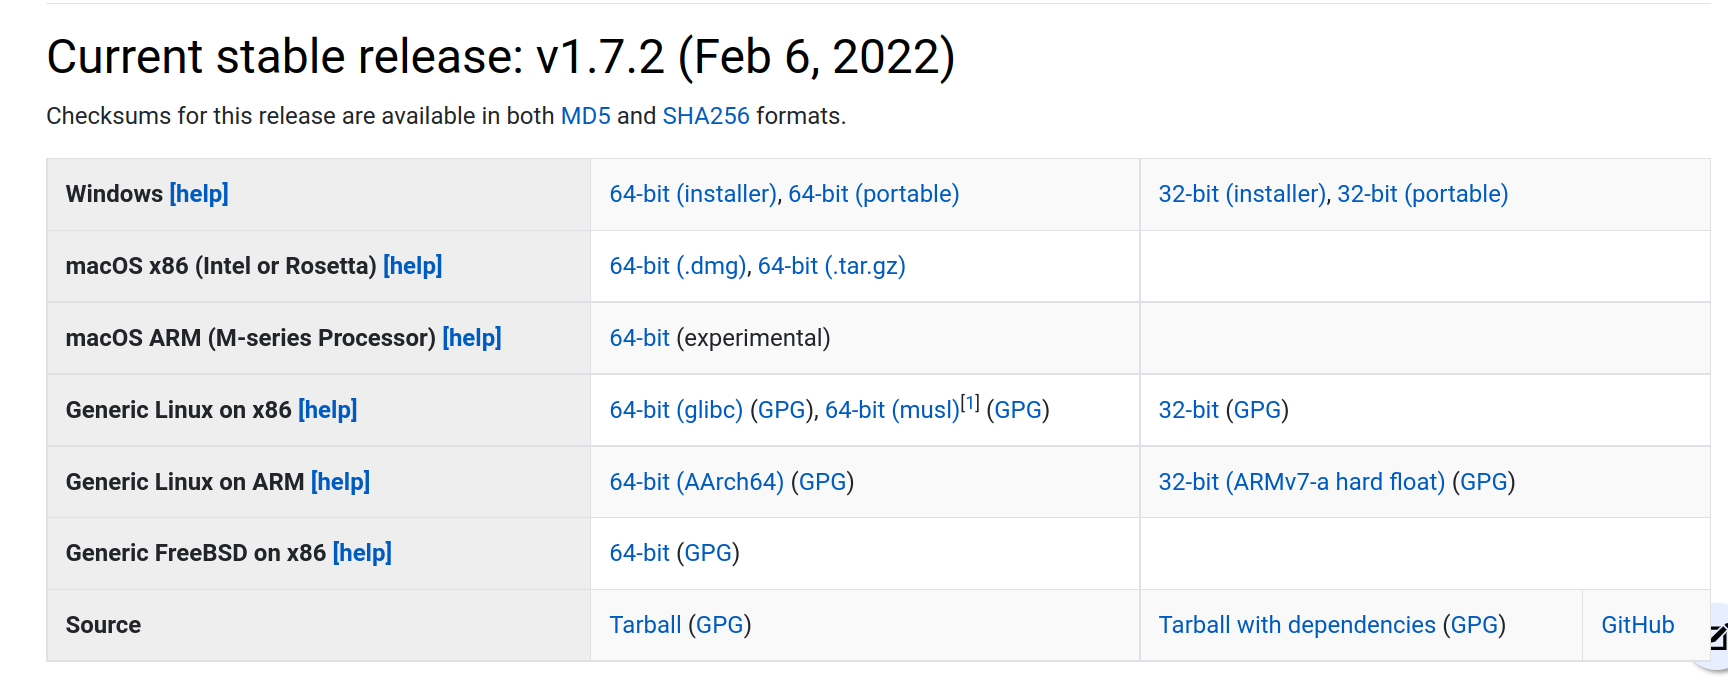 Current stable release: v1.7.2 (Feb 6, 2022)
Checksums for this release are available in both MD5 and SHA256 formats.
Windows [help] 64-bit (installer), 64-bit (portable) 32-bit (installer), 32-bit (portable)
macOS x86 (Intel or Rosetta) [help] 64-bit (.dmg), 64-bit (.tar.gz)
macOS ARM (M-series Processor) [help] 64-bit (experimental)
Generic Linux on x86 [help] 64-bit (glibc) (GPG), 64-bit (musl)[1] (GPG) 32-bit (GPG)
Generic Linux on ARM [help] 64-bit (AArch64) (GPG) 32-bit (ARMv7-a hard float) (GPG)
Generic FreeBSD on x86 [help] 64-bit (GPG)
Source Tarball (GPG) Tarball with dependencies (GPG) GitHub